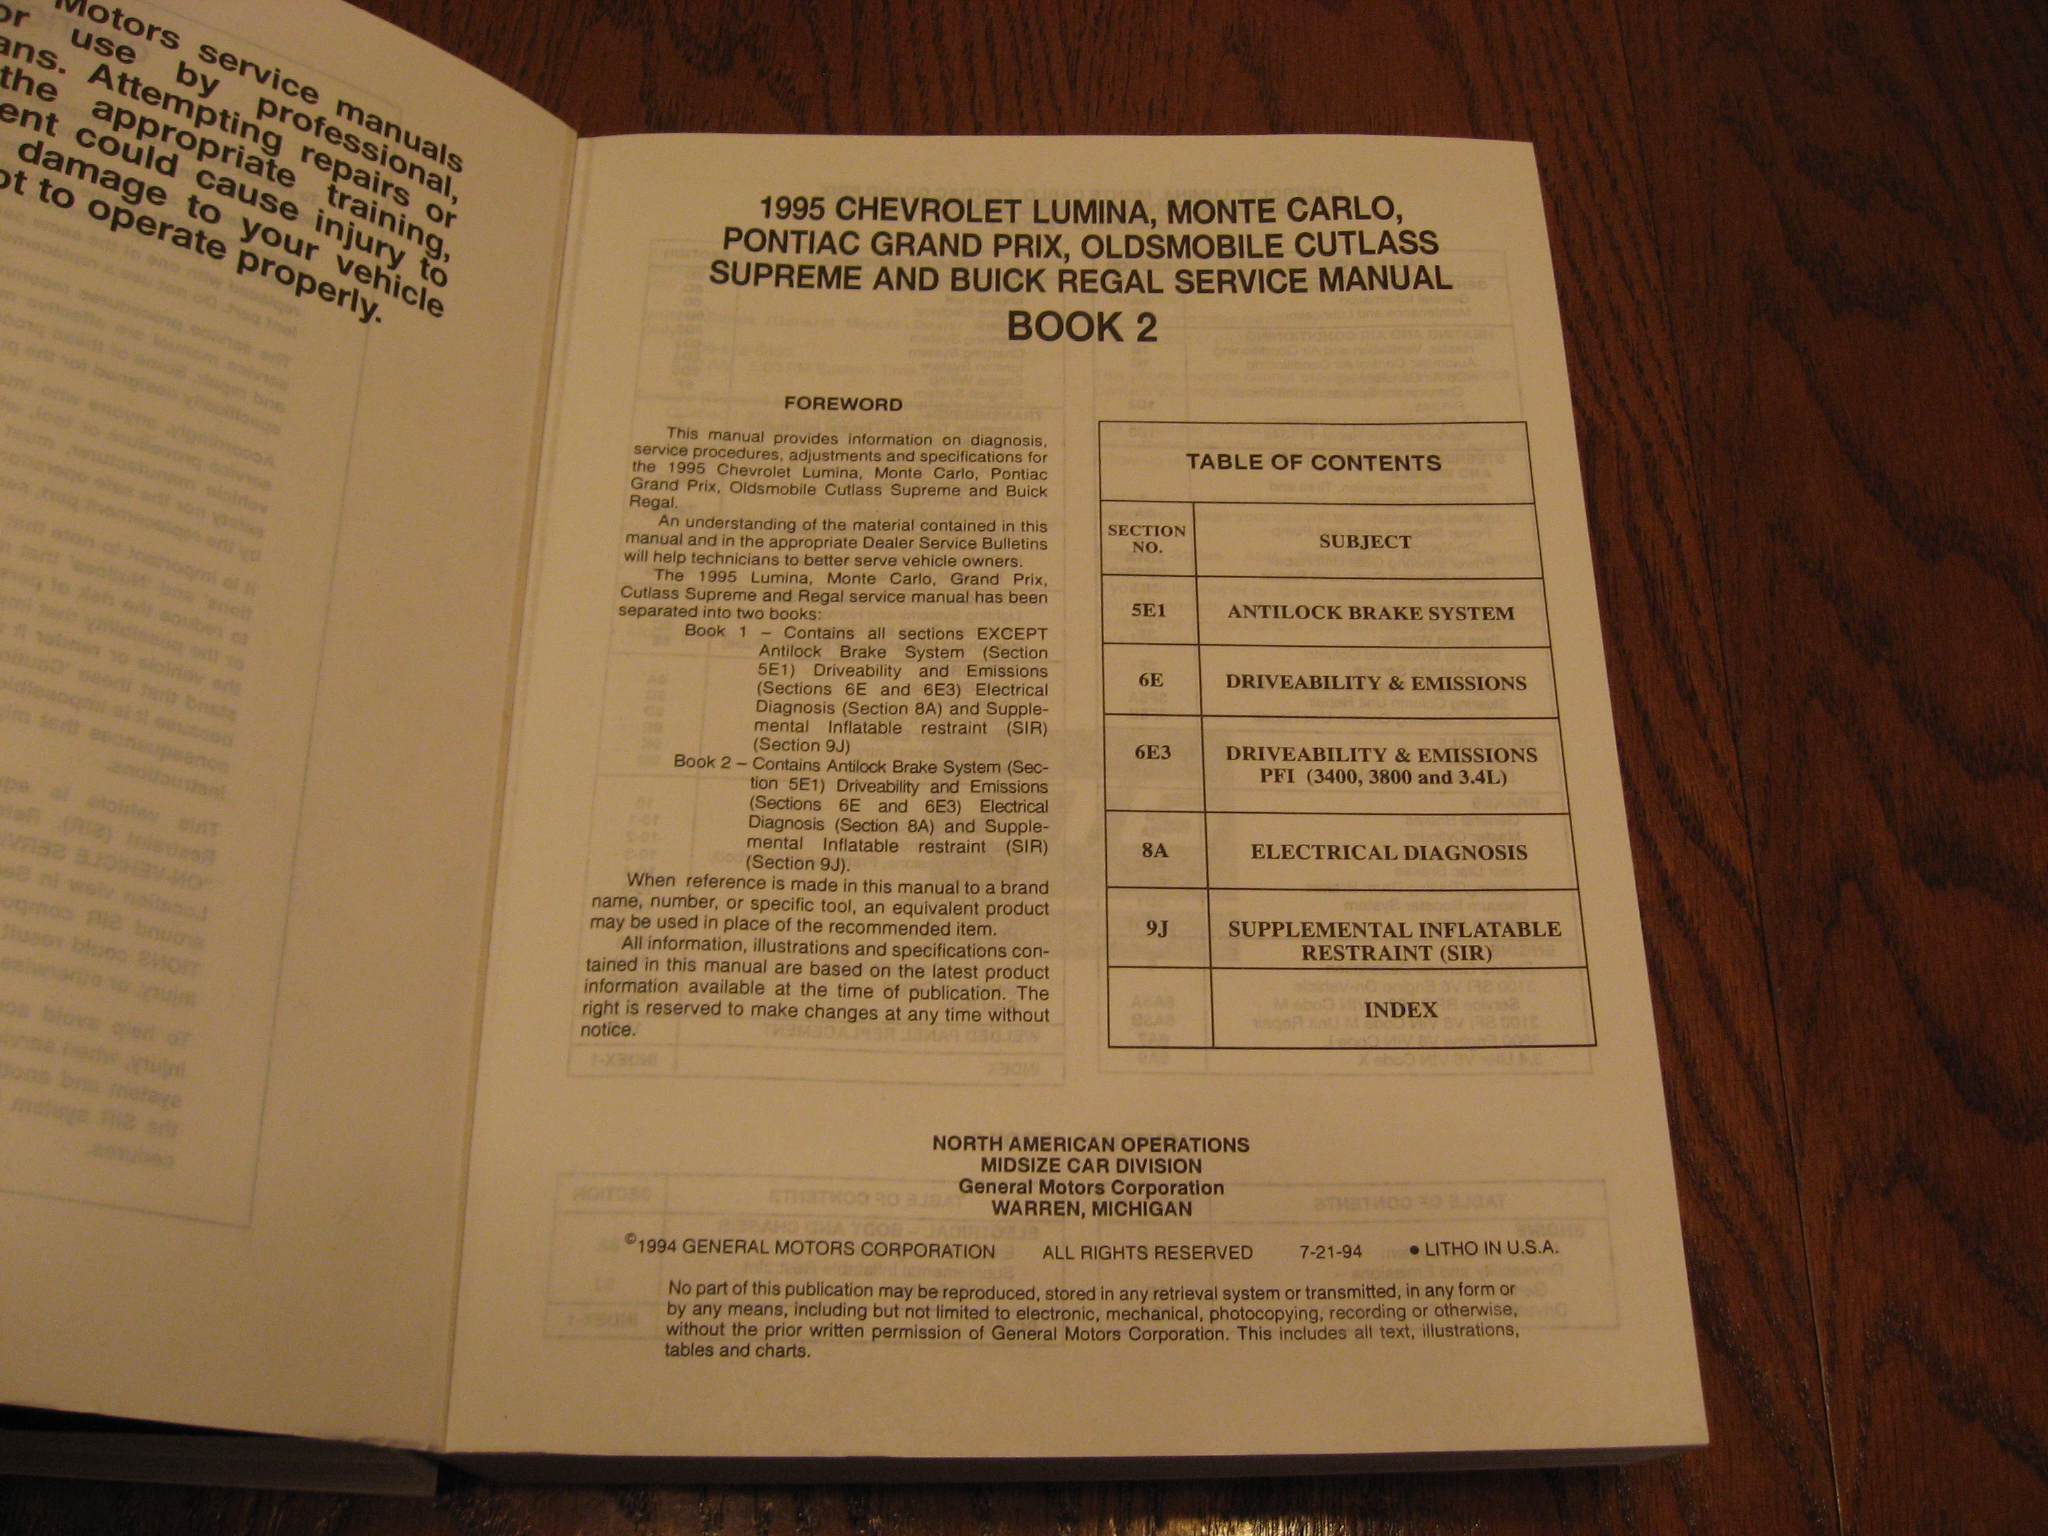 Motors service manuals
or use by professional,
ans. Attempting repairs or
the appropriate training,
ent could cause injury to
damage to your vehicle
ot to operate properly.
1995 CHEVROLET LUMINA, MONTE CARLO,
PONTIAC GRAND PRIX, OLDSMOBILE CUTLASS
SUPREME AND BUICK REGAL SERVICE MANUAL
BOOK 2
FOREWORD
This manual provides information on diagnosis,
service procedures, adjustments and specifications for
the 1995 Chevrolet Lumina, Monte Carlo, Pontiac
Grand Prix, Oldsmobile Cutlass Supreme and Buick
Regal.
An understanding of the material contained in this
manual and in the appropriate Dealer Service Bulletins
will help technicians to better serve vehicle owners.
The 1995 Lumina, Monte Carlo, Grand Prix,
Cutlass Supreme and Regal service manual has been
separated into two books:
Book 1 – Contains all sections EXCEPT
Antilock Brake System (Section
5E1) Driveability and Emissions
(Sections 6E and 6E3) Electrical
Diagnosis (Section 8A) and Supple-
mental Inflatable restraint (SIR)
(Section 9J)
Book 2 – Contains Antilock Brake System (Sec-
tion 5E1) Driveability and Emissions
(Sections 6E and 6E3) Electrical
Diagnosis (Section 8A) and Supple-
mental Inflatable restraint (SIR)
(Section 9J).
When reference is made in this manual to a brand
name, number, or specific tool, an equivalent product
may be used in place of the recommended item.
All information, illustrations and specifications con-
tained in this manual are based on the latest product
information available at the time of publication. The
right is reserved to make changes at any time without
notice.
TABLE OF CONTENTS
SECTION
NO.
SUBJECT
5E1 ANTILOCK BRAKE SYSTEM
6E DRIVEABILITY & EMISSIONS
6E3 DRIVEABILITY & EMISSIONS
PFI (3400, 3800 and 3.4L)
8A ELECTRICAL DIAGNOSIS
9J SUPPLEMENTAL INFLATABLE
RESTRAINT (SIR)
INDEX
NORTH AMERICAN OPERATIONS
MIDSIZE CAR DIVISION
General Motors Corporation
WARREN, MICHIGAN
©1994 GENERAL MOTORS CORPORATION ALL RIGHTS RESERVED 7-21-94 ● LITHO IN U.S.A.
No part of this publication may be reproduced, stored in any retrieval system or transmitted, in any form or
by any means, including but not limited to electronic, mechanical, photocopying, recording or otherwise,
without the prior written permission of General Motors Corporation. This includes all text, illustrations,
tables and charts.